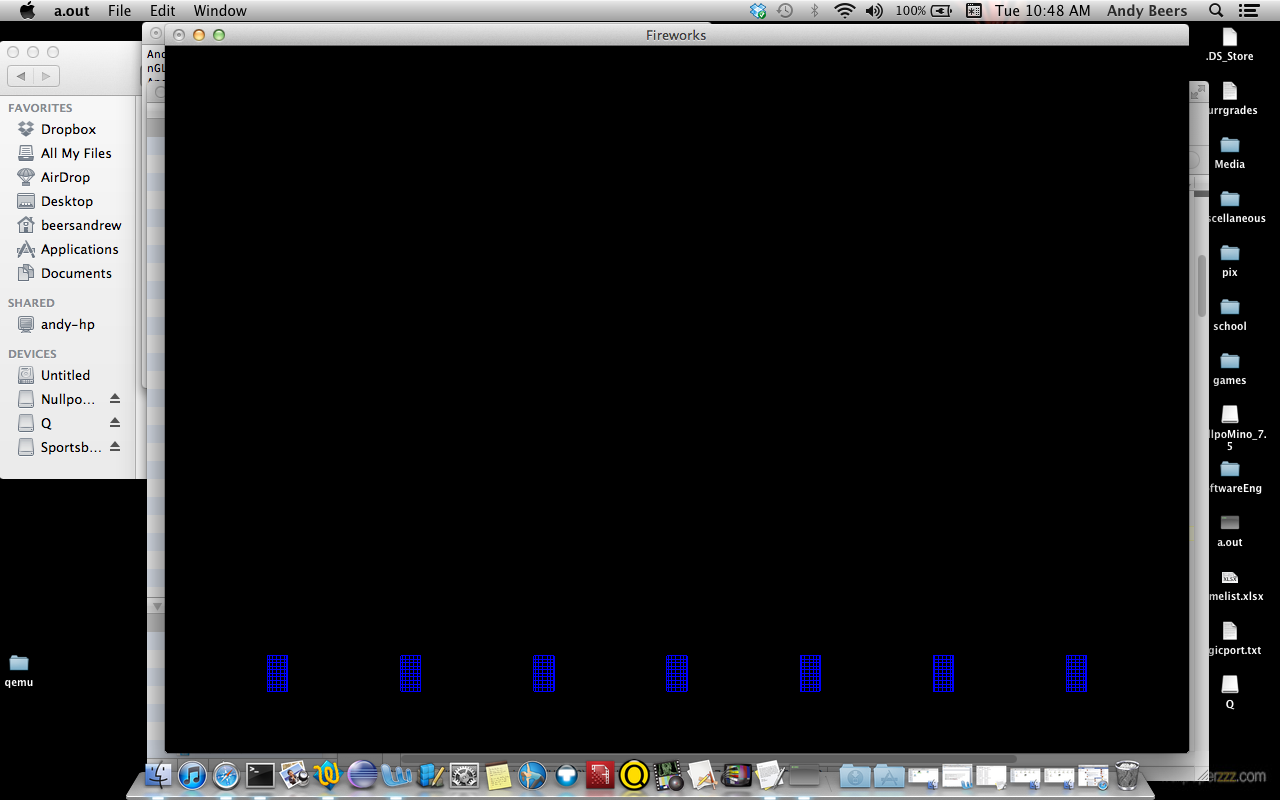 a.out File Edit Window 100% Tue 10:48 AM Andy Beers
Fireworks
And
nGL
FAVORITES
Dropbox
All My Files
AirDrop
Desktop
beersandrew
Applications
Documents
SHARED
andy-hp
DEVICES
Untitled
Nullpo...
Q
Sportsb...
qemu
.DS_Store
urrgrades
Media
scellaneous
pix
school
games
llpoMino_7.
5
ftwareEng
a.out
XLSX
melist.xlsx
gicport.txt
Q